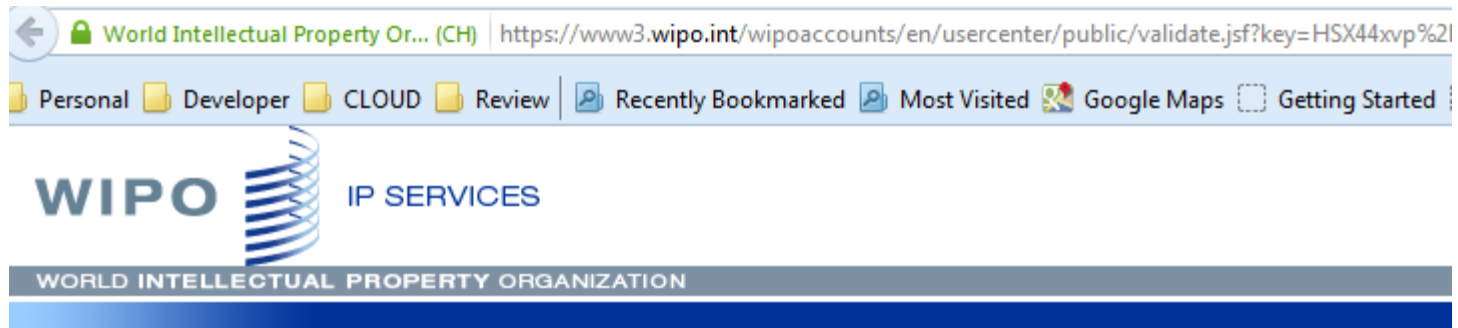 World Intellectual Property Or... (CH) https://www3.wipo.int/wipoaccounts/en/usercenter/public/validate.jsf?key=HSX44xvp%2
Personal Developer CLOUD Review Recently Bookmarked Most Visited Google Maps Getting Started
WIPO IP SERVICES
WORLD INTELLECTUAL PROPERTY ORGANIZATION